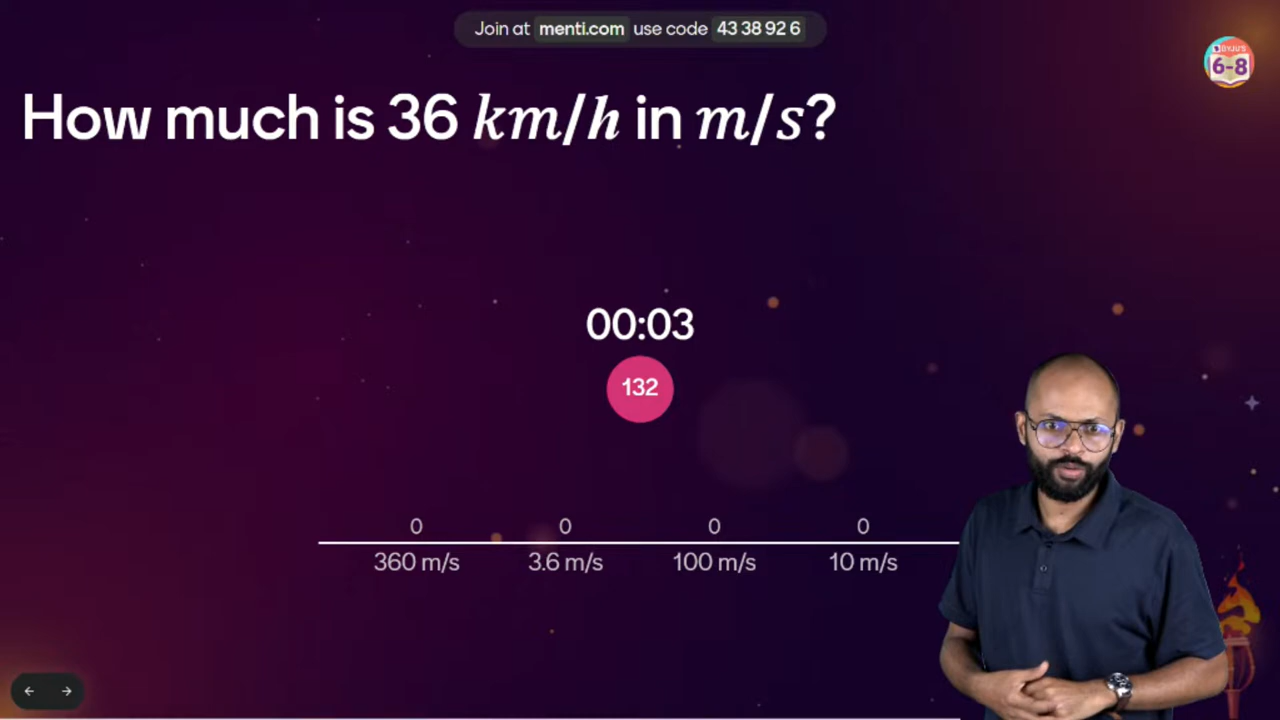 Join at menti.com use code 43 38 92 6
BYJU'S
6-8
How much is 36 km/h in m/s?
00:03
132
0 0 0 0
360 m/s 3.6 m/s 100 m/s 10 m/s